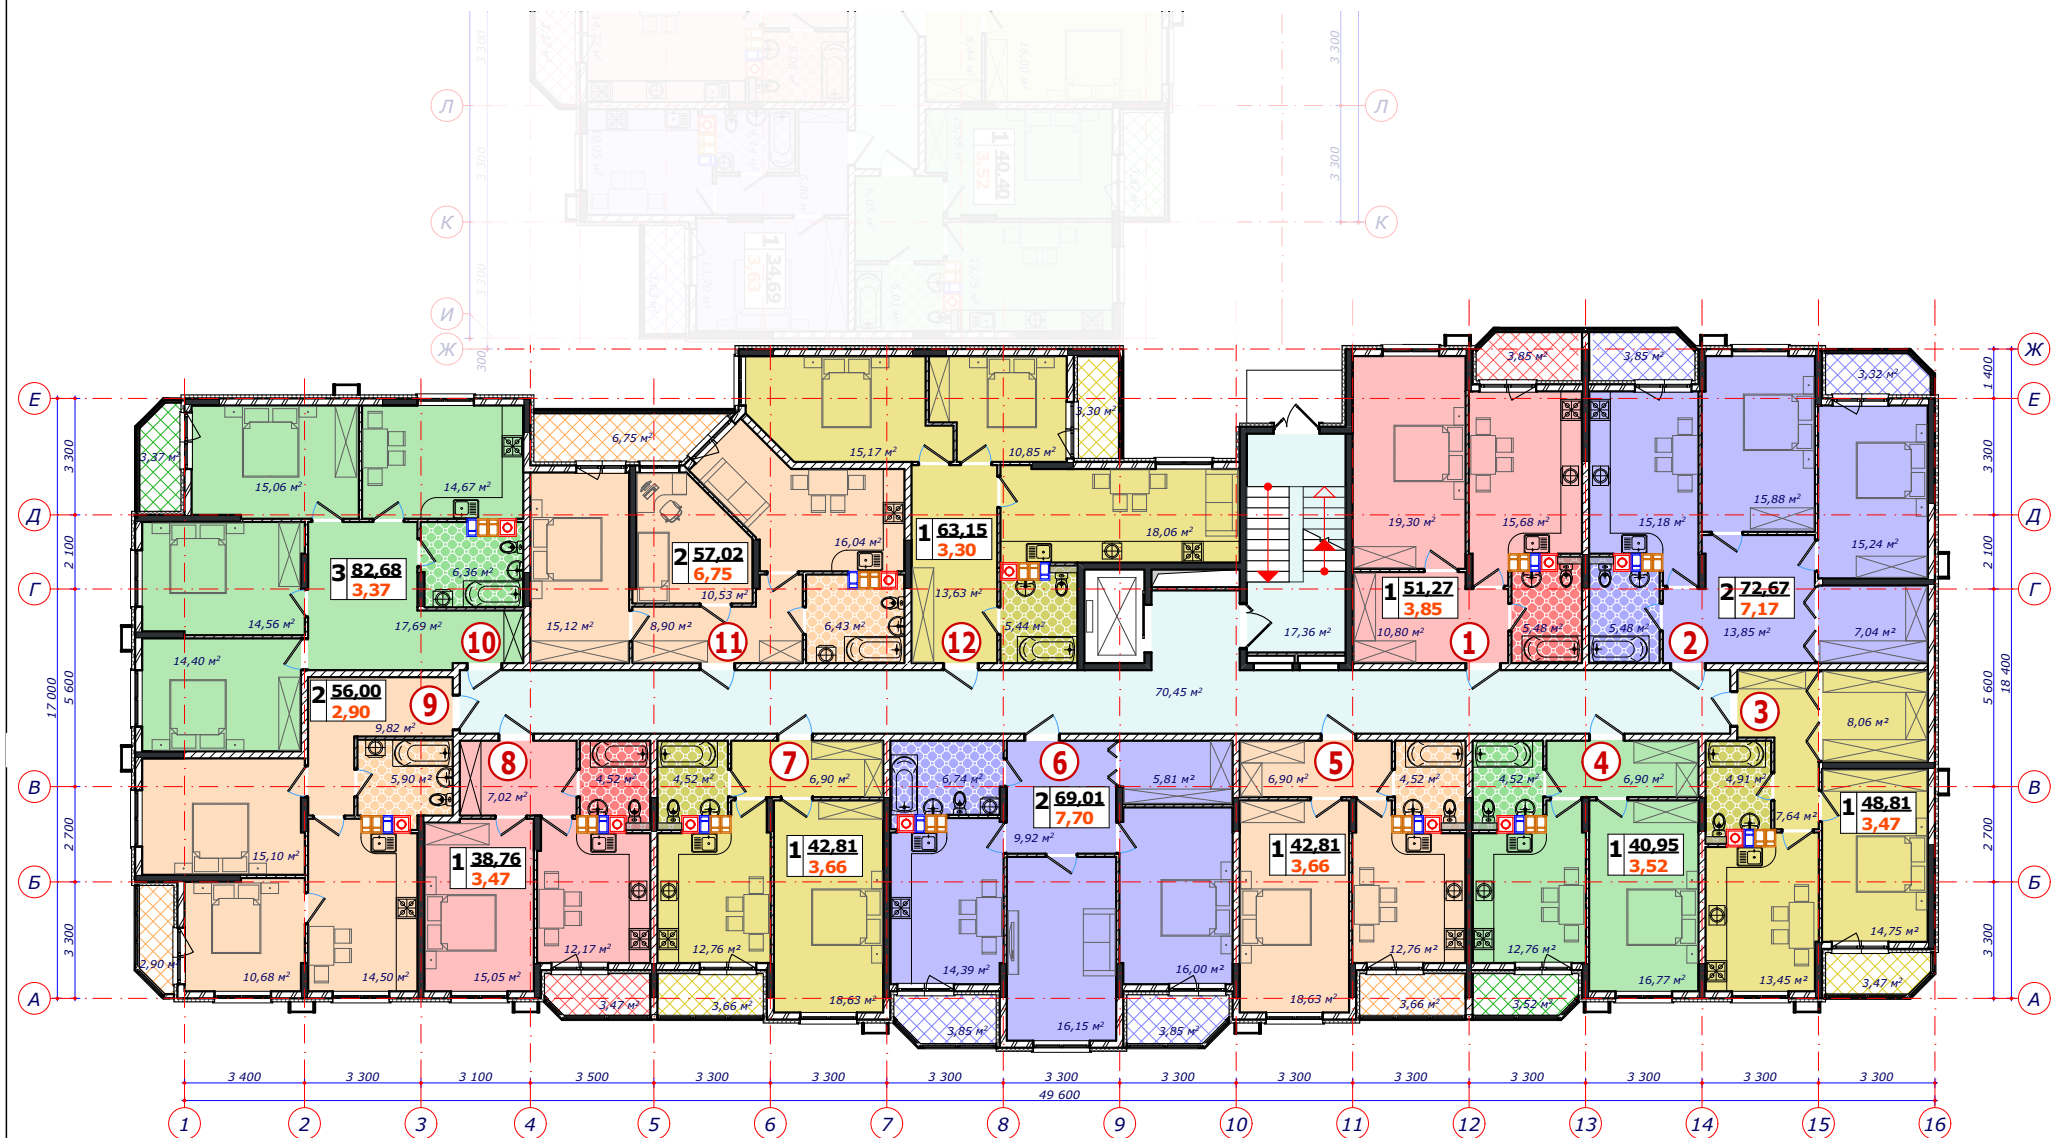 3 300
3 300
Л
Л
3 300
3 300
1 40,40
3,52
К
К
1 34,69
3,63
3 300
И
Ж
300
Ж
Е
Е
1 400
3,85 м²
3,85 м²
3,32 м²
3,37 м²
15,06 м²
14,67 м²
6,75 м²
15,17 м²
10,85 м²
3,30 м²
3 300
3 300
Д
Д
19,30 м²
15,68 м²
15,18 м²
15,88 м²
15,24 м²
16,04 м²
18,06 м²
1 63,15
3,30
2 57,02
6,75
3 82,68
3,37
6,36 м²
2 100
2 100
Г
Г
1 51,27
3,85
2 72,67
7,17
14,56 м²
17,69 м²
15,12 м²
8,90 м²
10,53 м²
6,43 м²
13,63 м²
5,44 м²
17,36 м²
10,80 м²
5,48 м²
5,48 м²
13,85 м²
7,04 м²
10
11
12
1
2
14,40 м²
17 000
5 600
5 600
18 400
2 56,00
2,90
9
9,82 м²
70,45 м²
3
8,06 м²
8
7
6
5
4
5,90 м²
7,02 м²
4,52 м²
4,52 м²
6,90 м²
6,74 м²
5,81 м²
6,90 м²
4,52 м²
4,52 м²
6,90 м²
4,91 м²
В
В
2 69,01
7,70
1 48,81
3,47
7,64 м²
9,92 м²
2 700
2 700
15,10 м²
1 38,76
3,47
1 42,81
3,66
1 42,81
3,66
1 40,95
3,52
Б
Б
3 300
3 300
2,90 м²
10,68 м²
14,50 м²
15,05 м²
12,17 м²
12,76 м²
18,63 м²
14,39 м²
16,15 м²
16,00 м²
18,63 м²
12,76 м²
12,76 м²
16,77 м²
13,45 м²
14,75 м²
А
А
3,47 м²
3,66 м²
3,85 м²
3,85 м²
3,66 м²
3,52 м²
3,47 м²
3 400
3 300
3 100
3 500
3 300
3 300
3 300
3 300
3 300
3 300
3 300
3 300
3 300
3 300
49 600
1
2
3
4
5
6
7
8
9
10
11
12
13
14
15
16